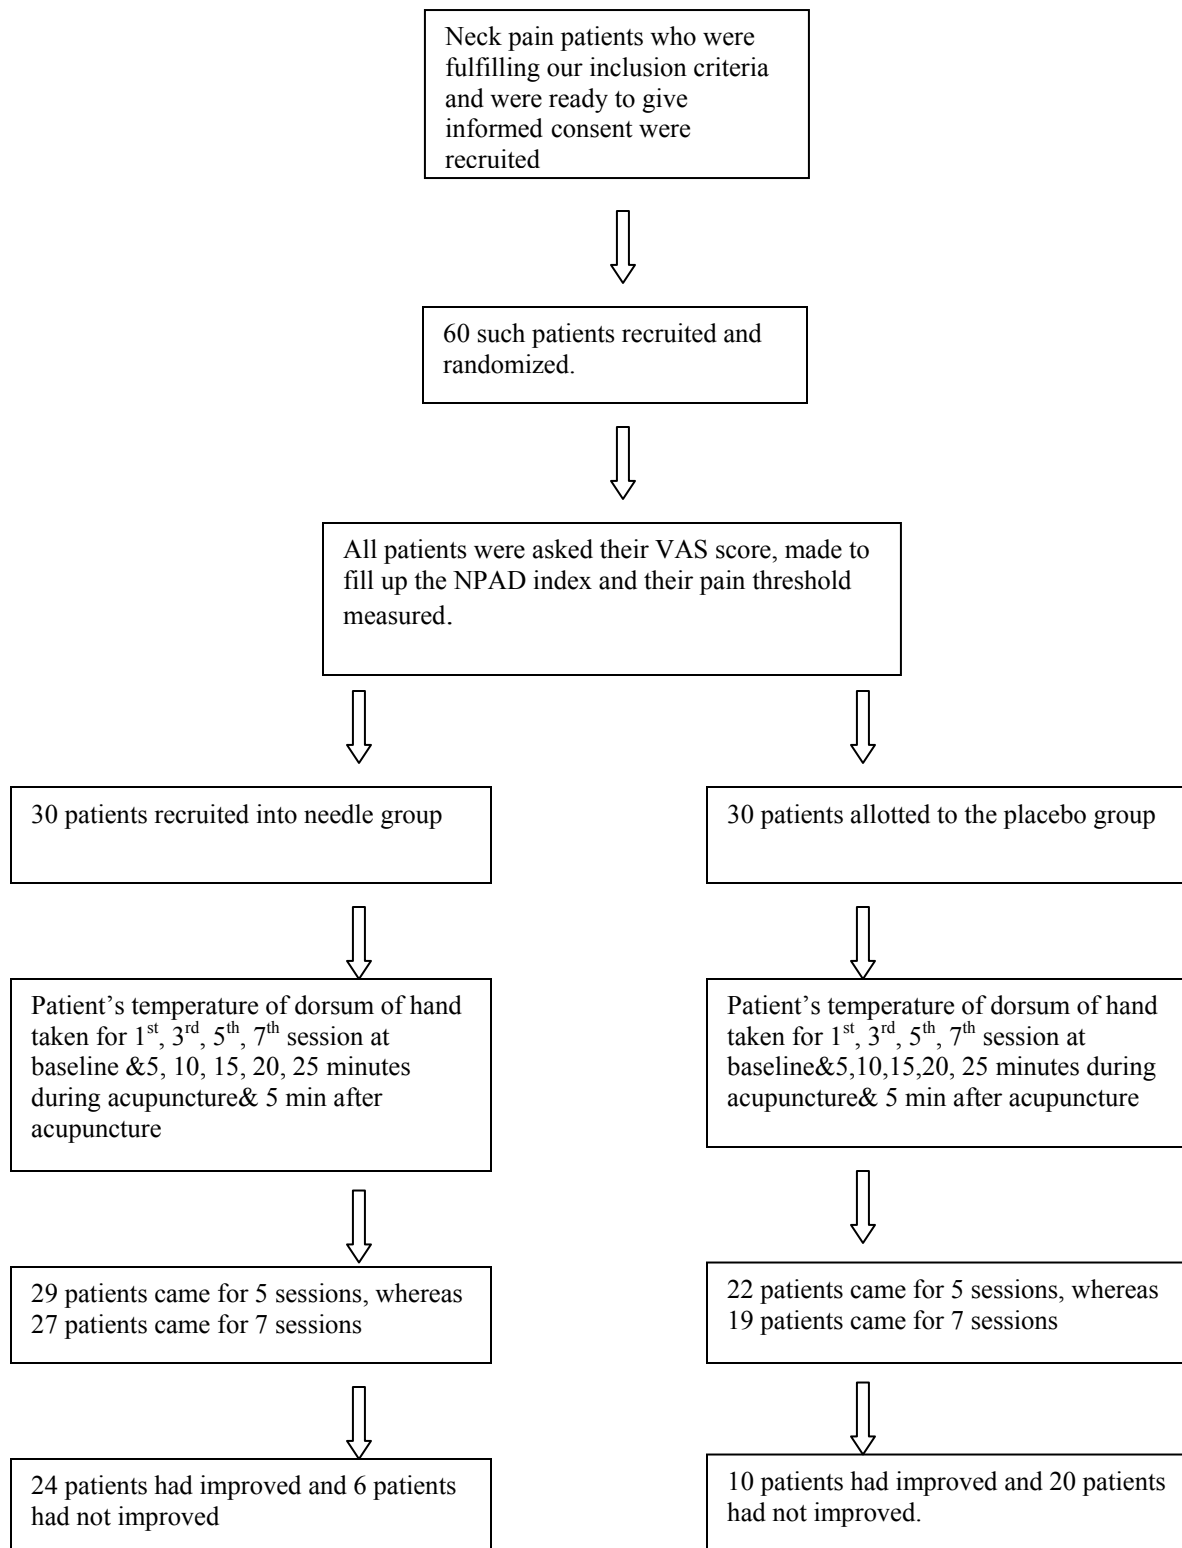 Neck pain patients who were
fulfilling our inclusion criteria
and were ready to give
informed consent were
recruited
60 such patients recruited and
randomized.
All patients were asked their VAS score, made to
fill up the NPAD index and their pain threshold
measured.
30 patients recruited into needle group
30 patients allotted to the placebo group
Patient’s temperature of dorsum of hand
taken for 1st, 3rd, 5th, 7th session at
baseline &5, 10, 15, 20, 25 minutes
during acupuncture& 5 min after
acupuncture
Patient’s temperature of dorsum of hand
taken for 1st, 3rd, 5th, 7th session at
baseline&5,10,15,20, 25 minutes during
acupuncture& 5 min after acupuncture
29 patients came for 5 sessions, whereas
27 patients came for 7 sessions
22 patients came for 5 sessions, whereas
19 patients came for 7 sessions
24 patients had improved and 6 patients
had not improved
10 patients had improved and 20 patients
had not improved.